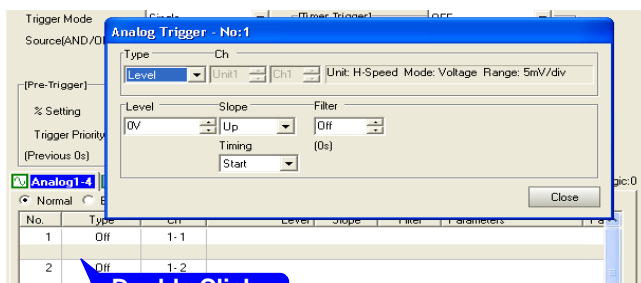 Trigger Mode Single [Timer Trigger] OFF
Analog Trigger - No:1
Source(AND/O
Type Ch
Level Unit1 Ch1 Unit: H-Speed Mode: Voltage Range: 5mV/div
[Pre-Trigger]
Level Slope Filter
% Setting
0V Up Off
Trigger Priority
Timing (0s)
(Previous 0s)
Start
Analog1-4 gic:0
Close
Normal
No. Type Ch Level Slope Filter Parameters
1 Off 1- 1
2 Off 1- 2